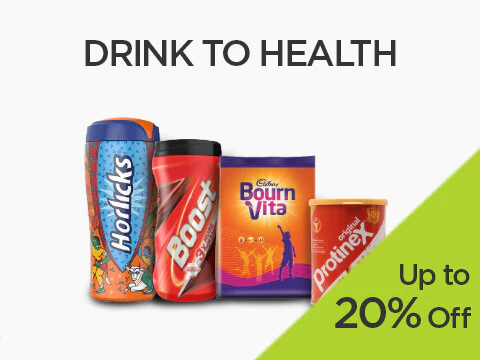 DRINK TO HEALTH
Horlicks
Boost
Cadbury
Bourn
Vita
original
protinex
Up to
20% Off